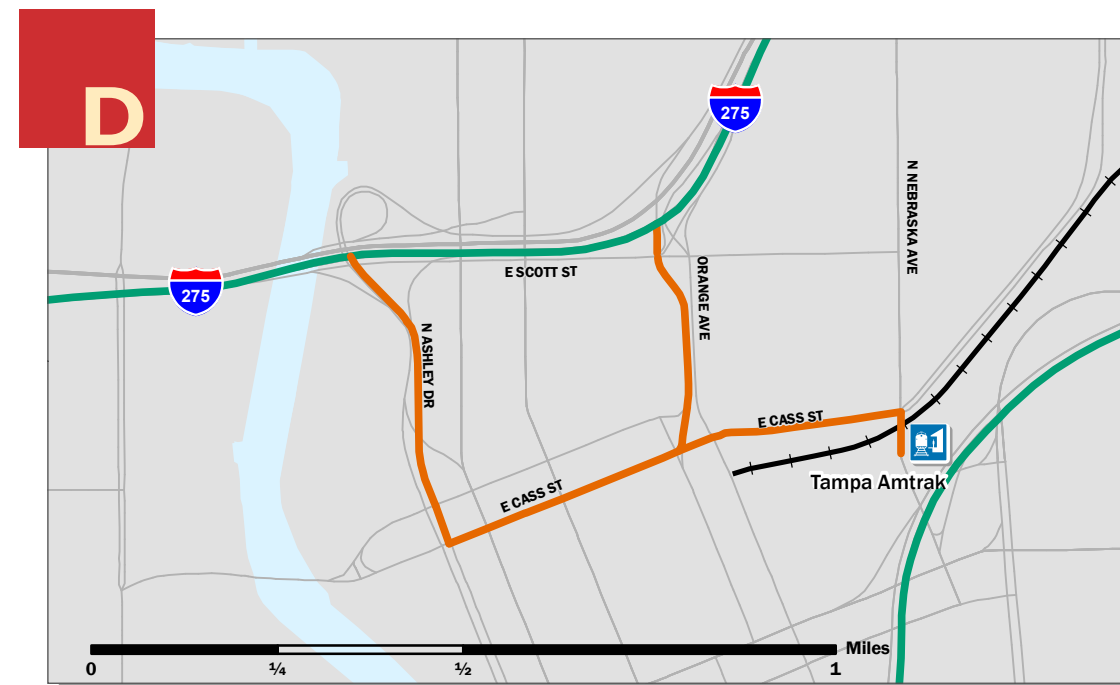 D
275
275
N NEBRASKA AVE
E SCOTT ST
ORANGE AVE
N ASHLEY DR
E CASS ST
E CASS ST
Tampa Amtrak
Miles
0 ¼ ½ 1